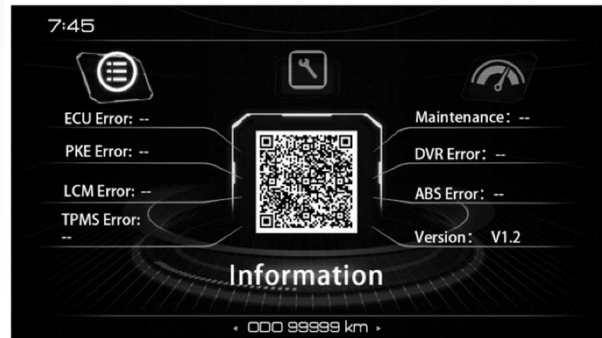 7:45
ECU Error: --
PKE Error: --
LCM Error: --
TPMS Error:
--
Maintenance: --
DVR Error: --
ABS Error: --
Version: V1.2
Information
ODO 99999 km